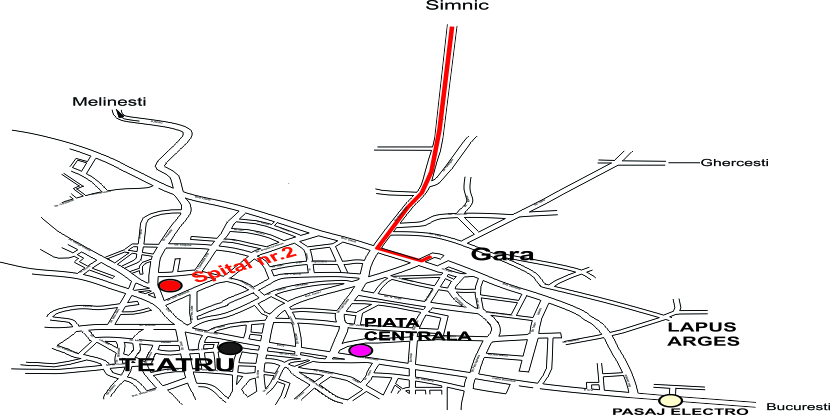 Simnic
Melinesti
Ghercesti
Gara
Spital nr.2
PIATA
CENTRALA
LAPUS
ARGES
TEATRU
Bucuresti
PASAJ ELECTRO